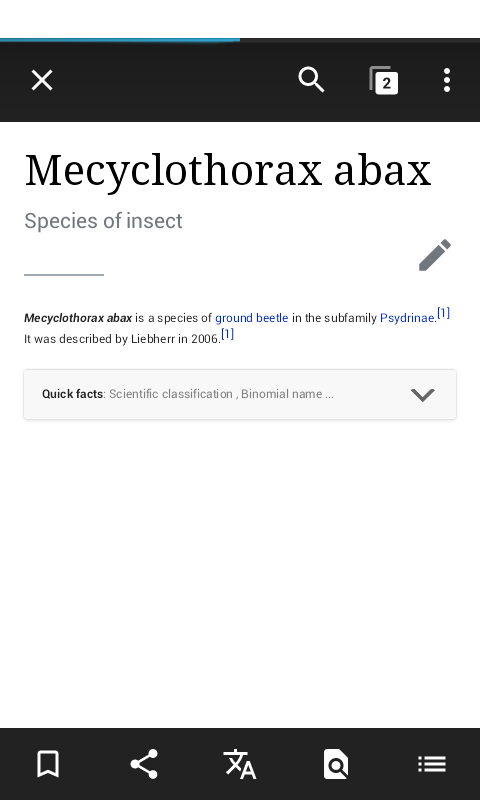 2
Mecyclothorax abax
Species of insect
Mecyclothorax abax is a species of ground beetle in the subfamily Psydrinae.[1]
It was described by Liebherr in 2006.[1]
Quick facts: Scientific classification , Binomial name ...